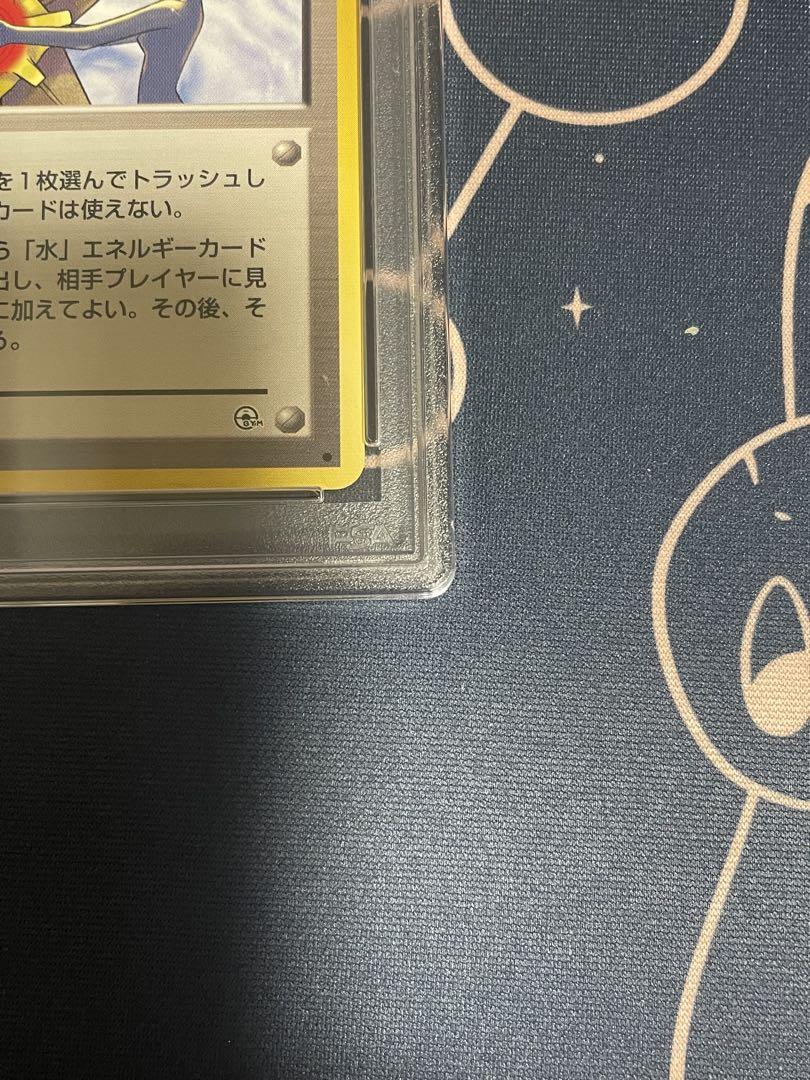 を1枚選んでトラッシュし
カードは使えない。
ら「水」エネルギーカード
出し、相手プレイヤーに見
に加えてよい。その後、そ
る。
GYM
PSA